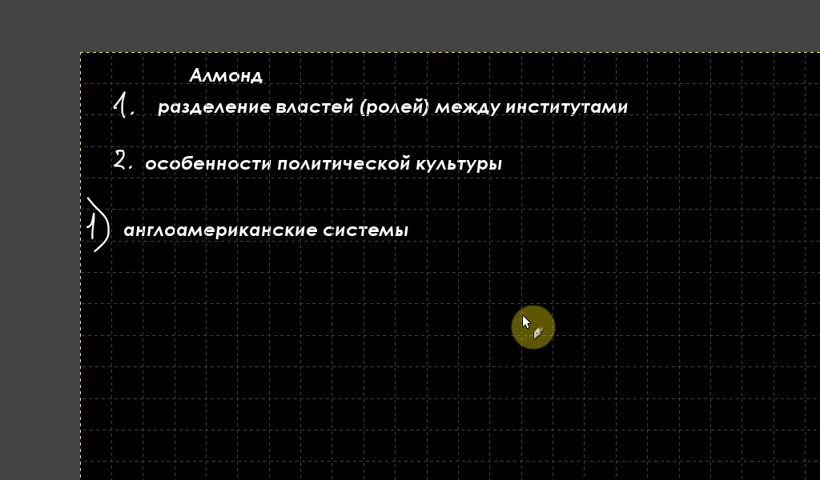 Алмонд
1. разделение властей (ролей) между институтами
2. особенности политической культуры
1) англоамериканские системы